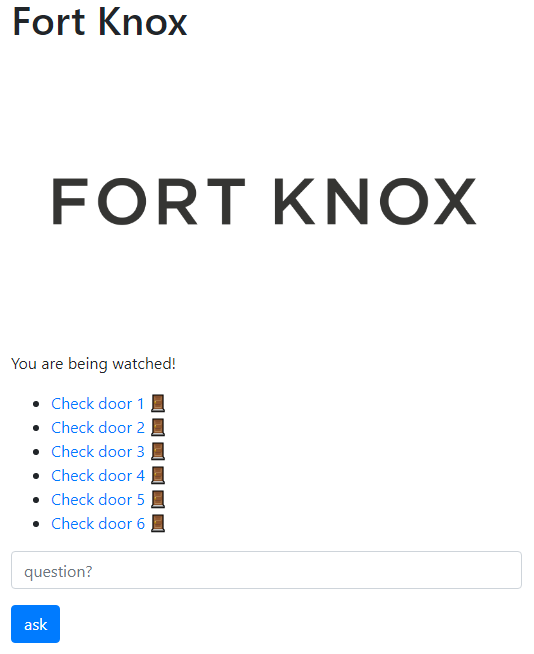 Fort Knox
FORT KNOX
You are being watched!
Check door 1
Check door 2
Check door 3
Check door 4
Check door 5
Check door 6
question?
ask